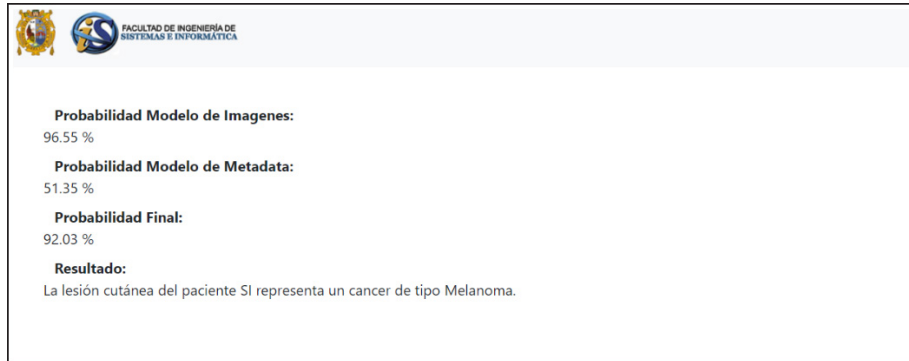 FACULTAD DE INGENIERÍA DE
SISTEMAS E INFORMÁTICA
Probabilidad Modelo de Imagenes:
96.55 %
Probabilidad Modelo de Metadata:
51.35 %
Probabilidad Final:
92.03 %
Resultado:
La lesión cutánea del paciente SI representa un cancer de tipo Melanoma.